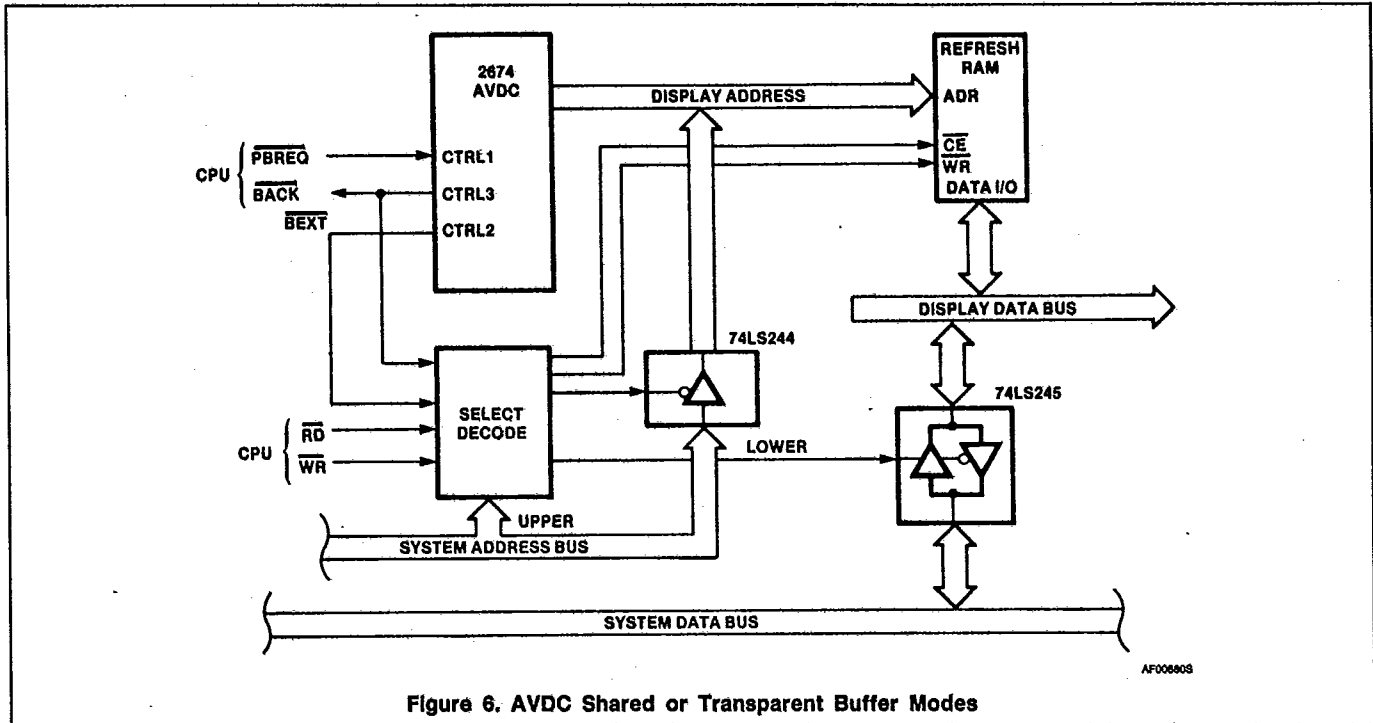 2674
AVDC
REFRESH
RAM
DISPLAY ADDRESS
ADR
CPU
PBREQ
CTRL1
CE
WR
BACK
CTRL3
DATA I/O
BEXT
CTRL2
DISPLAY DATA BUS
74LS244
74LS245
SELECT
DECODE
CPU
RD
WR
LOWER
UPPER
SYSTEM ADDRESS BUS
SYSTEM DATA BUS
AF00680S
Figure 6. AVDC Shared or Transparent Buffer Modes